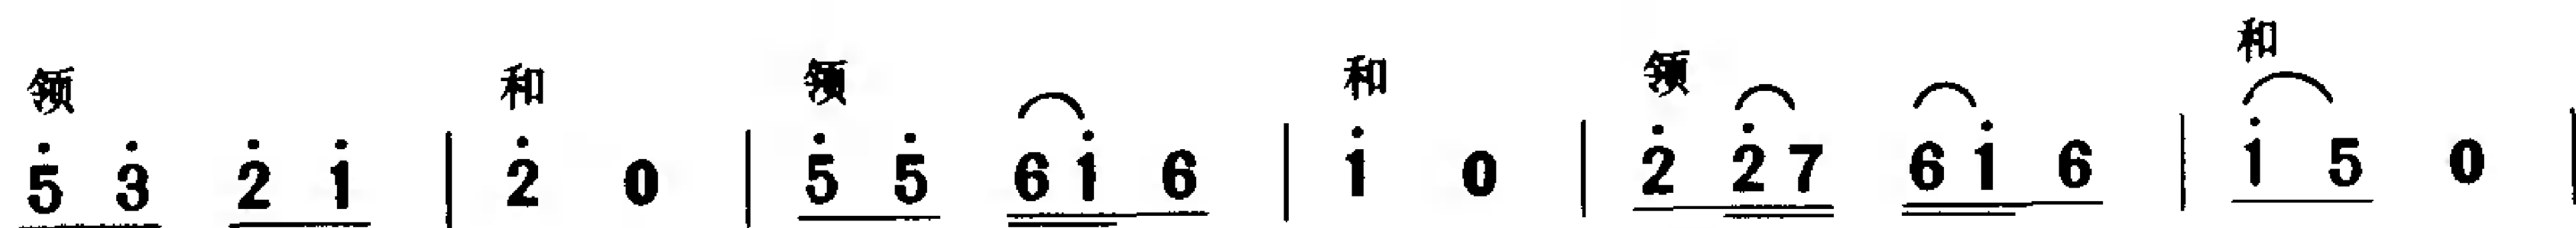 领 和 领 和 领 和
5̇ 3̇ 2̇ 1̇ | 2̇ 0 | 5̇ 5̇ 6 1̇ 6 | 1̇ 0 | 2̇ 2̇ 7 6 1̇ 6 | 1̇ 5 0 |